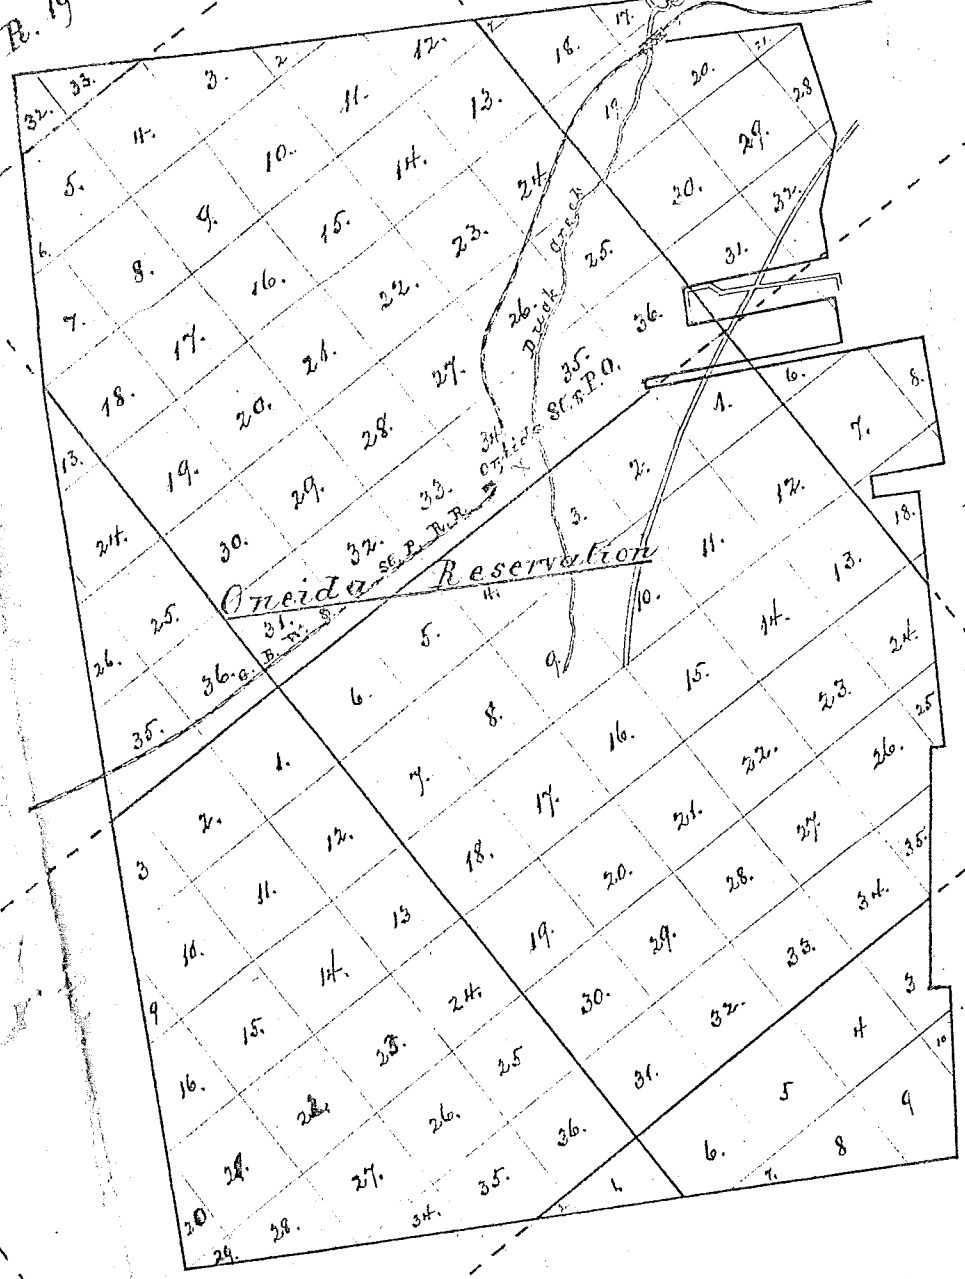 R. 19
32. 33. 3. 2 12. 7. 18. 17. 20. 21.
4. 11. 13. 19. 29. 28
5. 10. 14. 24. 30. 32.
6. 9. 15. 23. 25. 31.
8. 16. 22. 26. 36.
Duck Creek
7. 17. 21. 27. 35. 6. 8.
18. 20. 28. 34. 1. 7.
Oneida St. & P.O.
13. 19. 29. 33. 2. 12. 18.
24. 30. 32. 3. 11. 13.
Oneida Reservation
G. B. W. & St. P. R. R.
25. 31. 4. 10. 14. 24.
26. 36. 5. 9. 15. 23. 25
35. 6. 8. 16. 22. 26.
1. 7. 17. 21. 27 35.
2. 12. 18. 20. 28. 34.
3 11. 13 19. 29. 33. 3
10. 14. 24. 30. 32. 4 10
9 15. 23. 25 31. 5 9
16. 22. 26. 36. 6. 8
21. 27. 35. 1 7.
20 28. 34.
29.